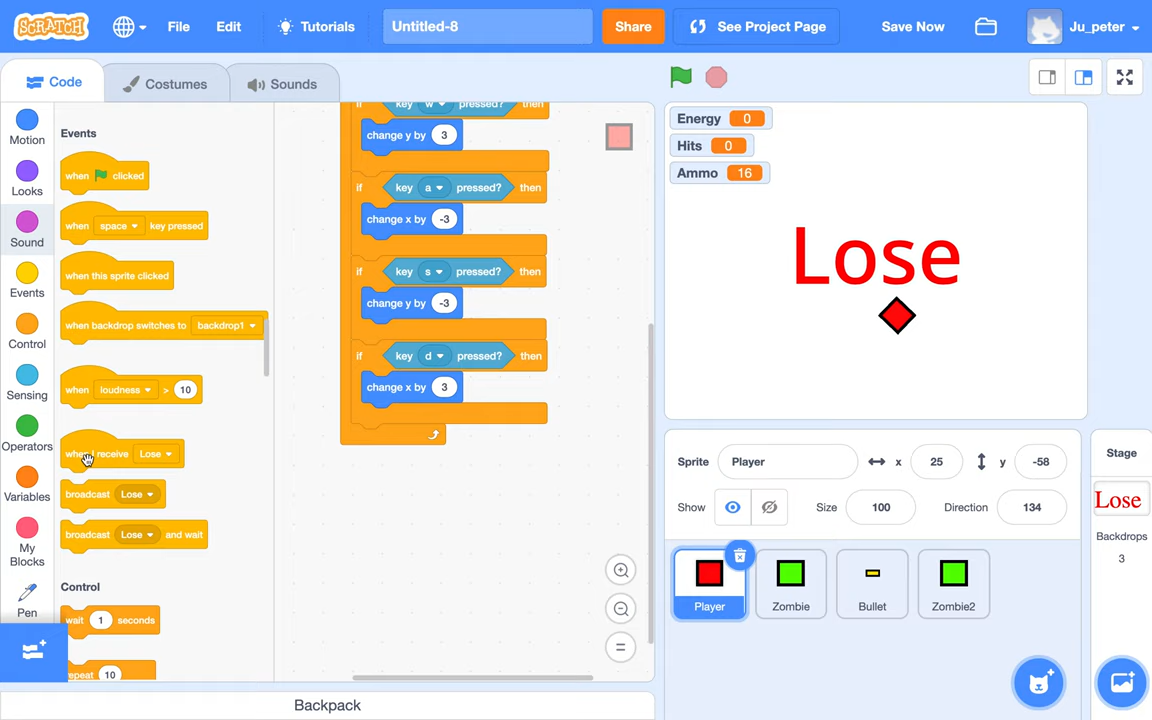 SCRATCH File Edit Tutorials Untitled-8 Share See Project Page Save Now Ju_peter
Code Costumes Sounds
Motion
Looks
Sound
Events
Control
Sensing
Operators
Variables
My
Blocks
Pen
Events
when clicked
when space key pressed
when this sprite clicked
when backdrop switches to backdrop1
when loudness > 10
when I receive Lose
broadcast Lose
broadcast Lose and wait
Control
wait 1 seconds
repeat 10
if key w pressed? then
change y by 3
if key a pressed? then
change x by -3
if key s pressed? then
change y by -3
if key d pressed? then
change x by 3
Backpack
Energy 0
Hits 0
Ammo 16
Lose
Sprite Player x 25 y -58
Show Size 100 Direction 134
Player Zombie Bullet Zombie2
Stage
Lose
Backdrops
3